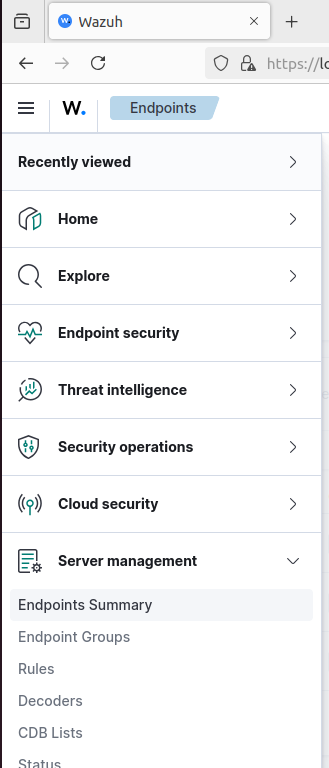 Wazuh
https://lo
W.
Endpoints
Recently viewed
Home
Explore
Endpoint security
Threat intelligence
Security operations
Cloud security
Server management
Endpoints Summary
Endpoint Groups
Rules
Decoders
CDB Lists
Status